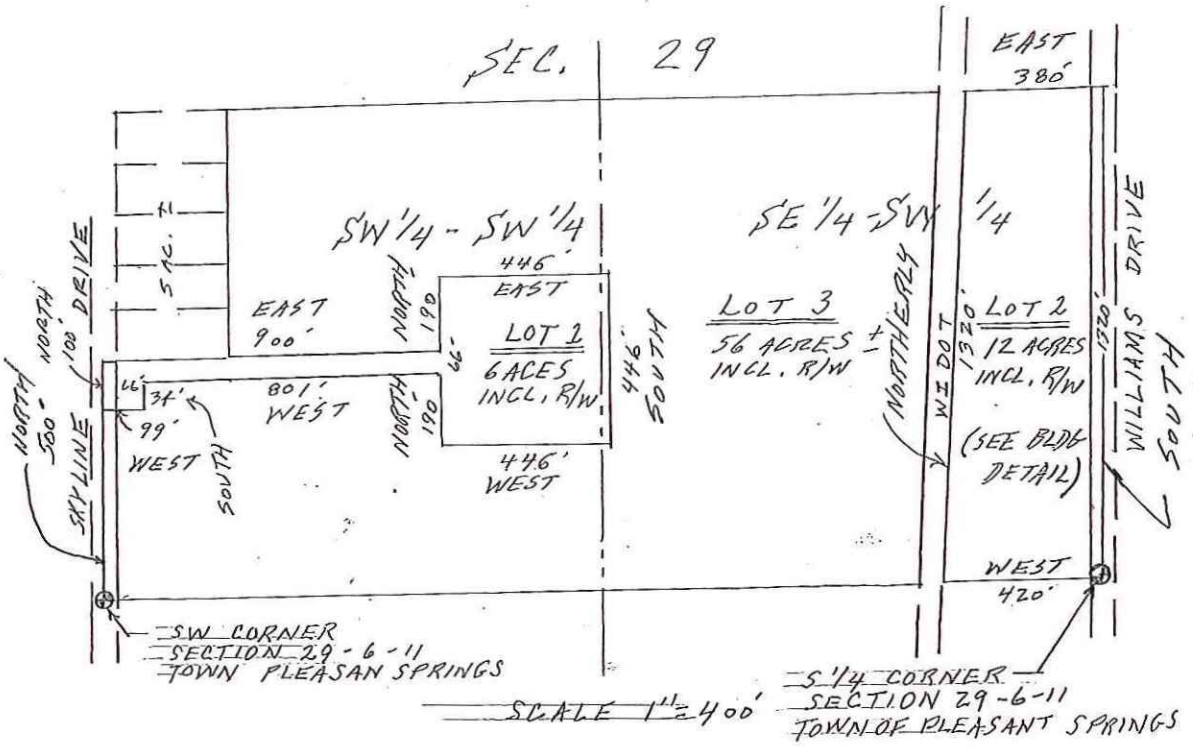 SEC. 29
EAST
380'
SW 1/4 - SW 1/4
SE 1/4 - SW 1/4
NORTH
500'
NORTH
100'
SKYLINE DRIVE
EAST
900'
NORTH
190
446'
EAST
66'
LOT 1
6 ACES
INCL. R/W
446'
SOUTH
LOT 3
56 ACRES ±
INCL. R/W
NORTHERLY
WIDOT
1320'
LOT 2
12 ACRES
INCL. R/W
(SEE BLDG
DETAIL)
1320'
WILLIAMS DRIVE
SOUTH
66'
34'
99'
WEST
SOUTH
801'
WEST
NORTH
190
446'
WEST
WEST
420'
SW CORNER
SECTION 29-6-11
TOWN PLEASAN SPRINGS
SCALE 1"=400'
S 1/4 CORNER
SECTION 29-6-11
TOWN OF PLEASANT SPRINGS